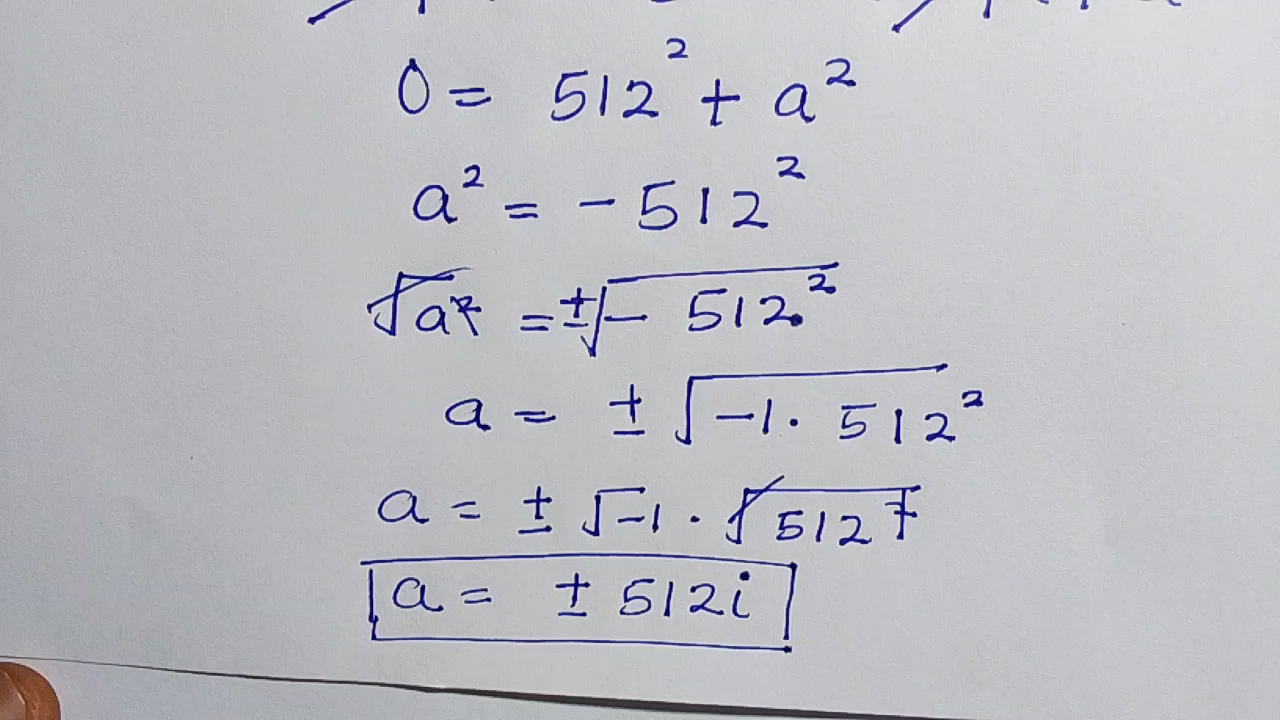 0 = 512² + a²
a² = -512²
√a² = ±√-512²
a = ±√-1·512²
a = ±√-1·√512²
a = ±512i